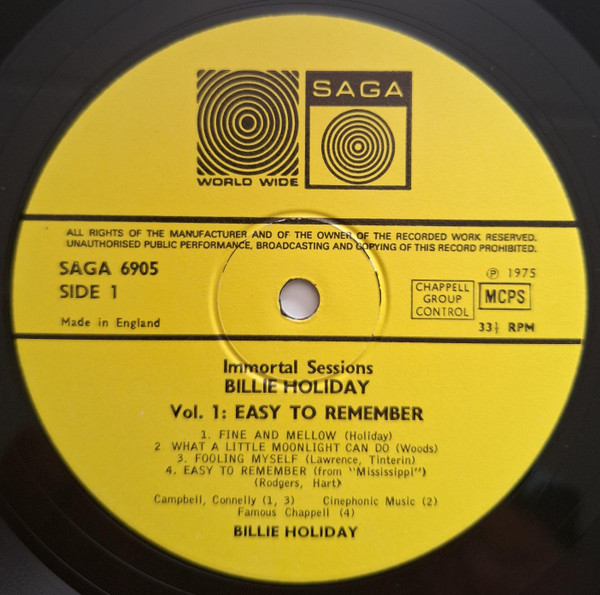 WORLD WIDE
SAGA
ALL RIGHTS OF THE MANUFACTURER AND OF THE OWNER OF THE RECORDED WORK RESERVED.
UNAUTHORISED PUBLIC PERFORMANCE, BROADCASTING AND COPYING OF THIS RECORD PROHIBITED.
SAGA 6905
SIDE 1
Made in England
℗ 1975
CHAPPELL
GROUP
CONTROL
MCPS
33⅓ RPM
Immortal Sessions
BILLIE HOLIDAY
Vol. 1: EASY TO REMEMBER
1. FINE AND MELLOW (Holiday)
2 WHAT A LITTLE MOONLIGHT CAN DO (Woods)
3. FOOLING MYSELF (Lawrence, Tinterin)
4. EASY TO REMEMBER (from "Mississippi")
(Rodgers, Hart)
Campbell, Connelly (1, 3) Cinephonic Music (2)
Famous Chappell (4)
BILLIE HOLIDAY